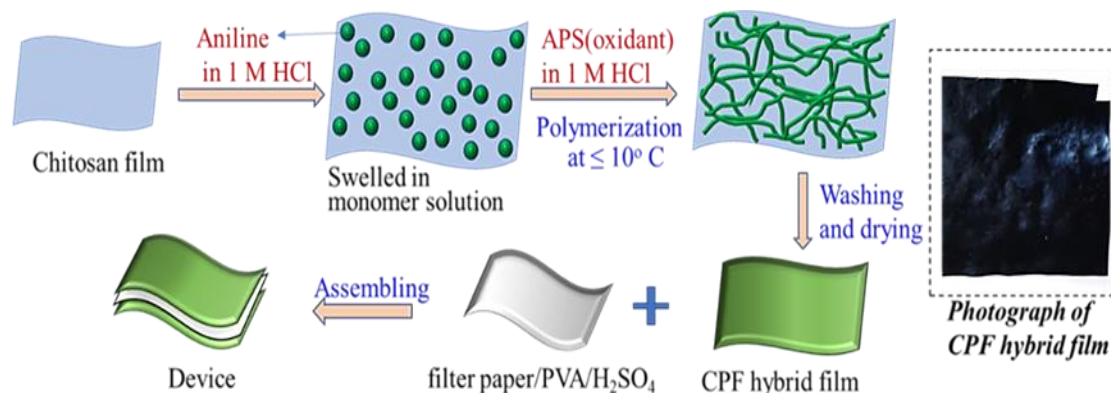 Aniline
in 1 M HCl
APS(oxidant)
in 1 M HCl
Polymerization
at ≤ 10° C
Chitosan film
Swelled in
monomer solution
Washing
and drying
Photograph of
CPF hybrid film
Assembling
Device
filter paper/PVA/H₂SO₄
CPF hybrid film